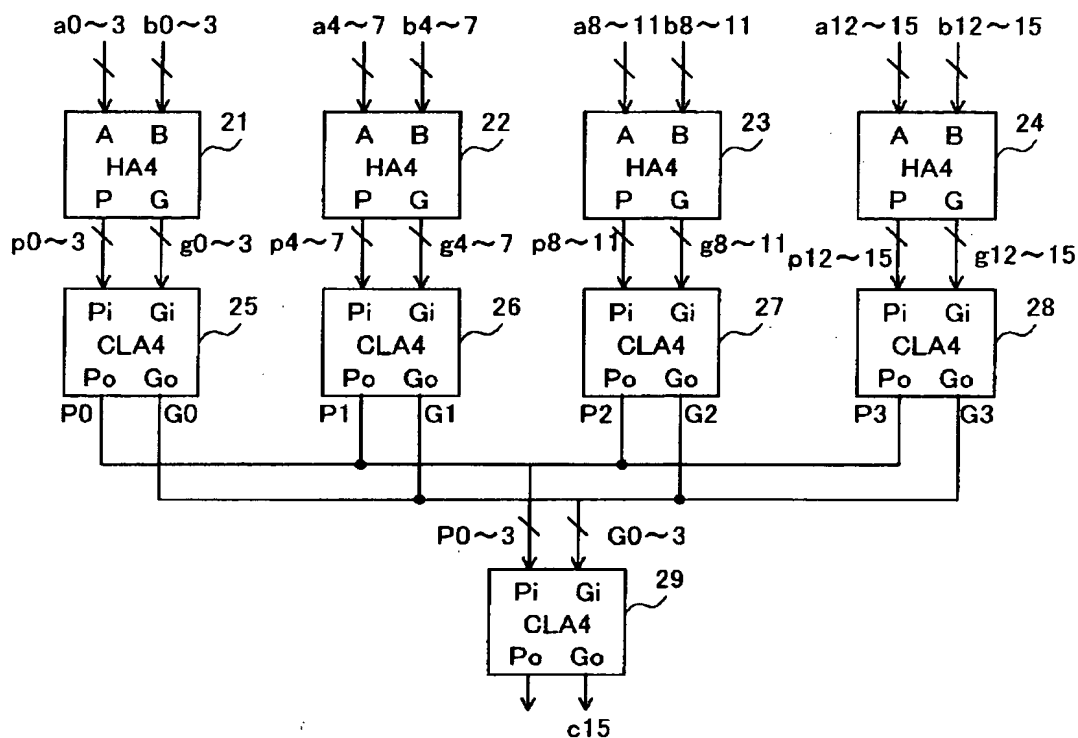 a0～3 b0～3 a4～7 b4～7 a8～11 b8～11 a12～15 b12～15
21 22 23 24
A B A B A B A B
HA4 HA4 HA4 HA4
P G P G P G P G
p0～3 g0～3 p4～7 g4～7 p8～11 g8～11 p12～15 g12～15
25 26 27 28
Pi Gi Pi Gi Pi Gi Pi Gi
CLA4 CLA4 CLA4 CLA4
Po Go Po Go Po Go Po Go
P0 G0 P1 G1 P2 G2 P3 G3
P0～3 G0～3
29
Pi Gi
CLA4
Po Go
c15